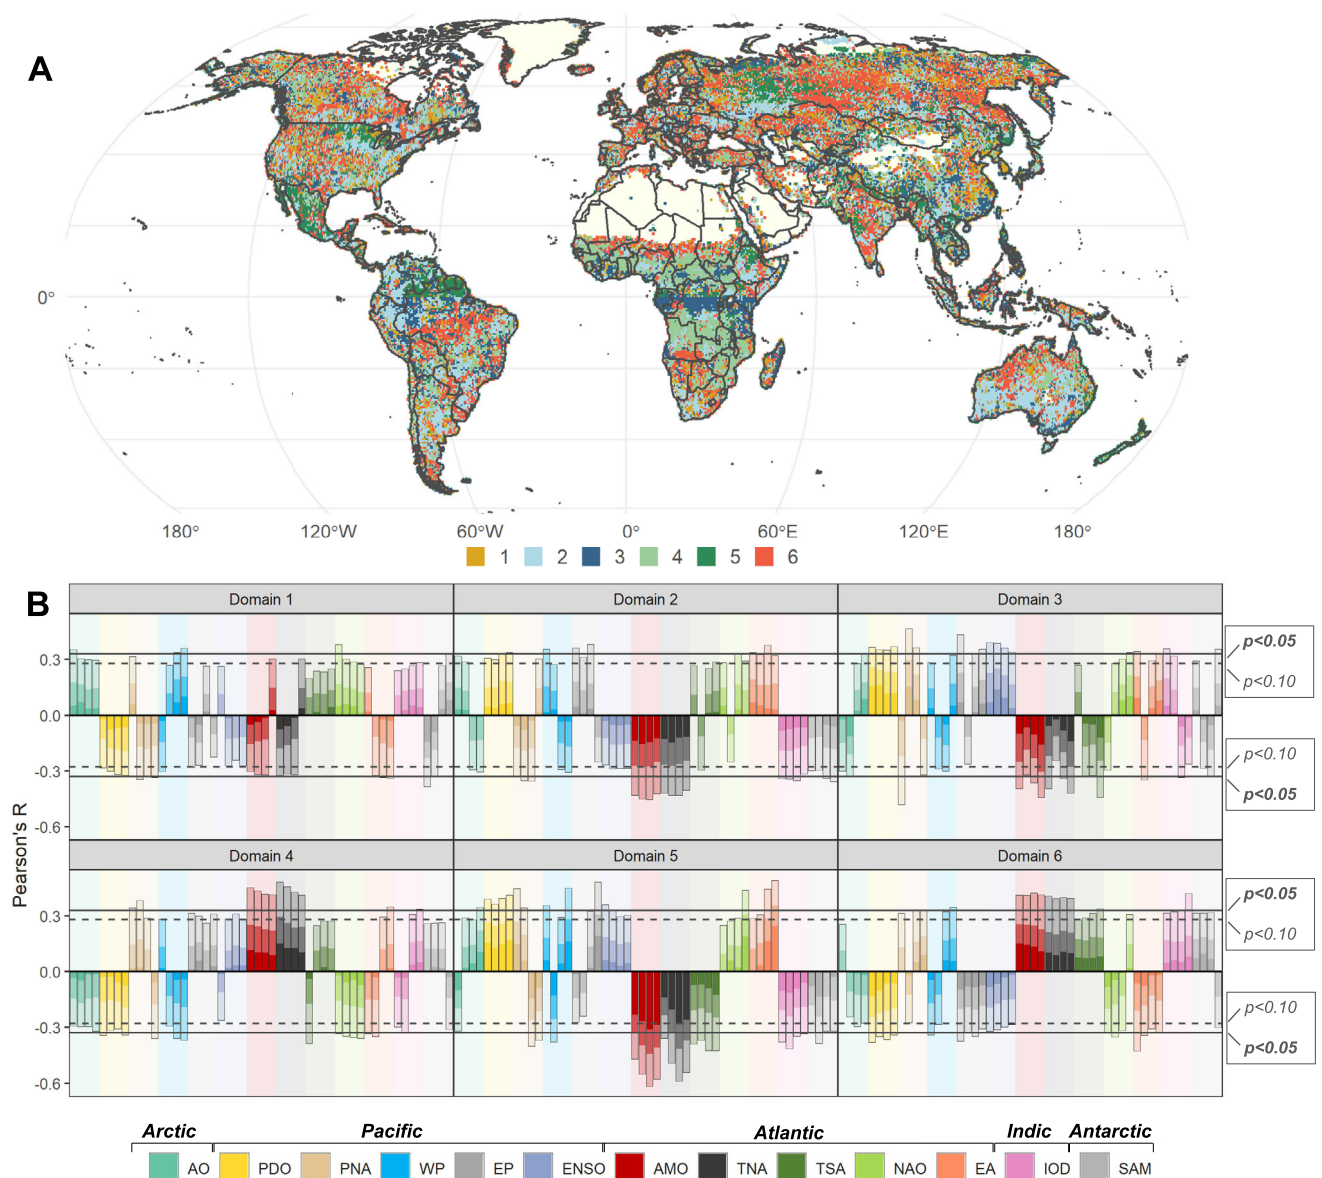 A
0°
180° 120°W 60°W 0° 60°E 120°E 180°
1 2 3 4 5 6
B
Domain 1 Domain 2 Domain 3
Pearson's R
0.3
0.0
-0.3
-0.6
p<0.05
p<0.10
p<0.10
p<0.05
Domain 4 Domain 5 Domain 6
0.3
0.0
-0.3
-0.6
p<0.05
p<0.10
p<0.10
p<0.05
Arctic Pacific Atlantic Indic Antarctic
AO PDO PNA WP EP ENSO AMO TNA TSA NAO EA IOD SAM